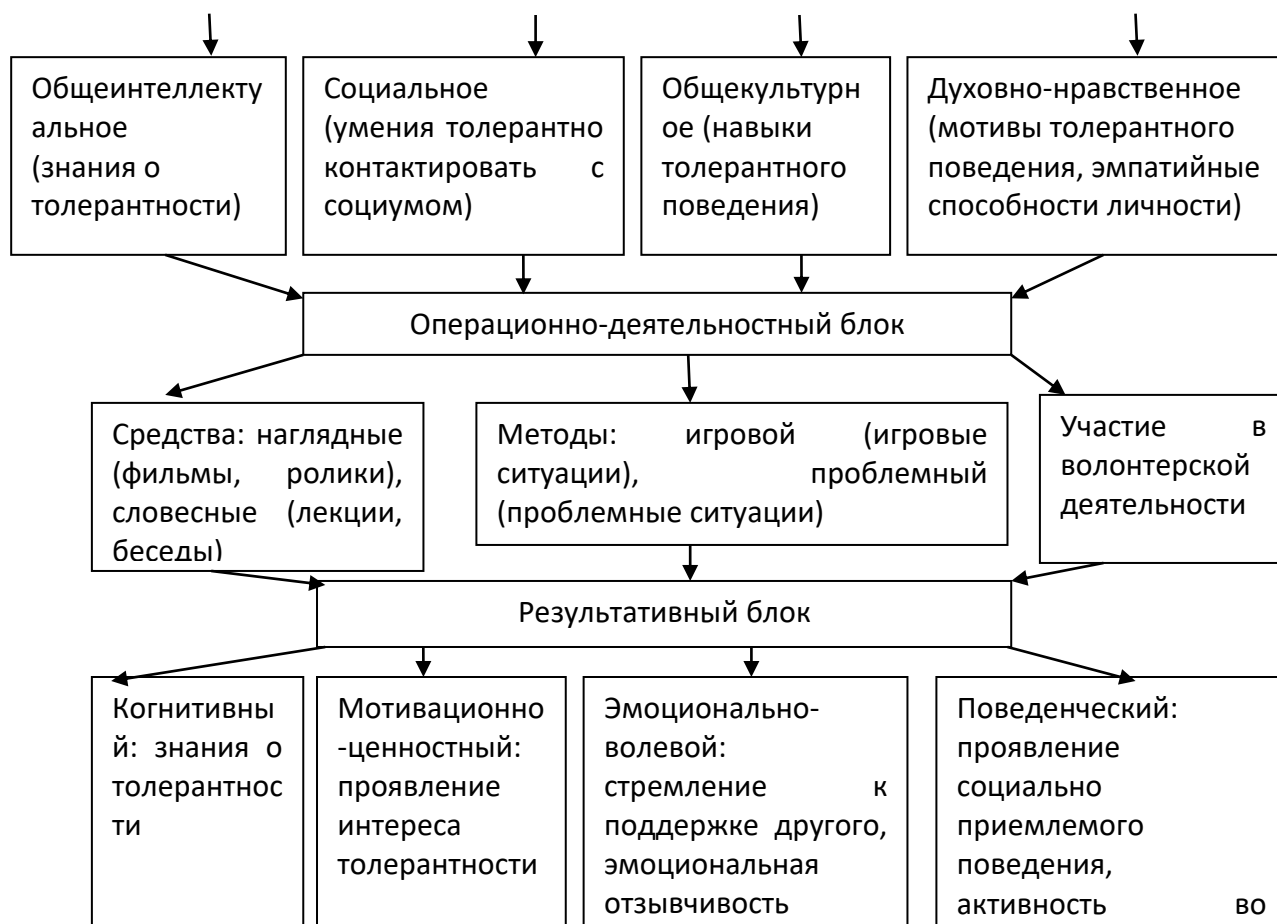 Общеинтеллекту
альное
(знания о
толерантности)
Социальное
(умения толерантно
контактировать с
социумом)
Общекультурн
ое (навыки
толерантного
поведения)
Духовно-нравственное
(мотивы толерантного
поведения, эмпатийные
способности личности)
Операционно-деятельностный блок
Средства: наглядные
(фильмы, ролики),
словесные (лекции,
беседы)
Методы: игровой (игровые
ситуации), проблемный
(проблемные ситуации)
Участие в
волонтерской
деятельности
Результативный блок
Когнитивны
й: знания о
толерантнос
ти
Мотивационно
-ценностный:
проявление
интереса
толерантности
Эмоционально-
волевой:
стремление к
поддержке другого,
эмоциональная
отзывчивость
Поведенческий:
проявление
социально
приемлемого
поведения,
активность во